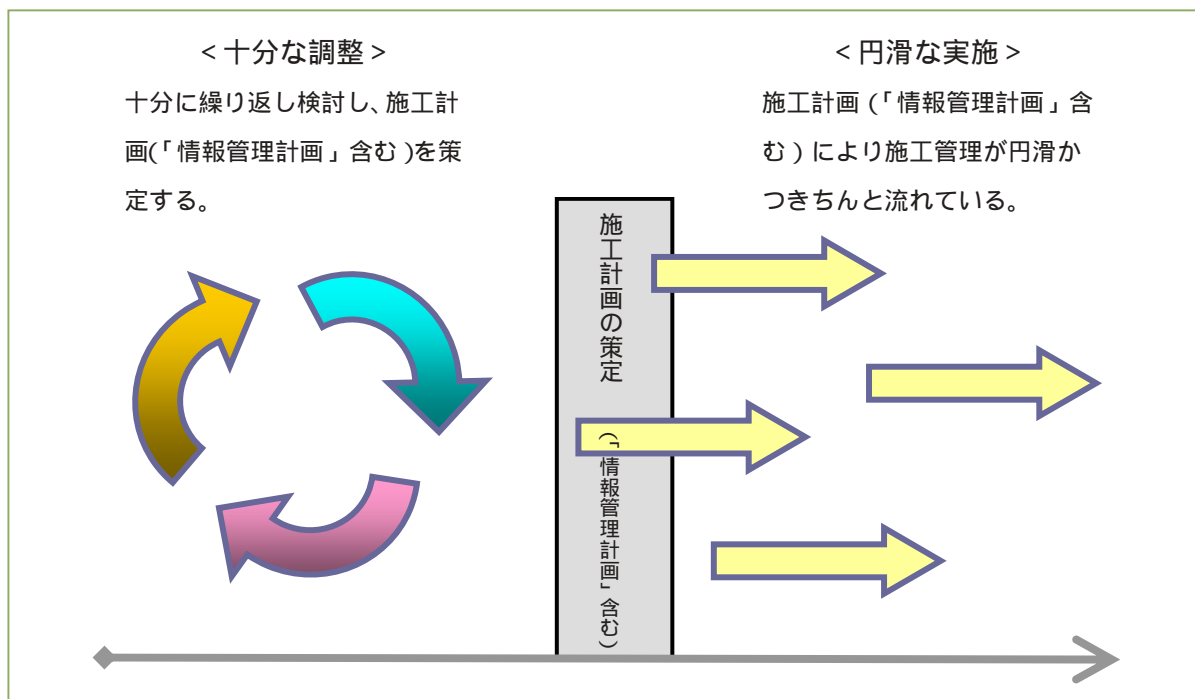 ＜十分な調整＞
十分に繰り返し検討し、施工計
画(「情報管理計画」含む)を策
定する。
＜円滑な実施＞
施工計画(「情報管理計画」含
む)により施工管理が円滑か
つきちんと流れている。
施工計画の策定
(「情報管理計画」含む)